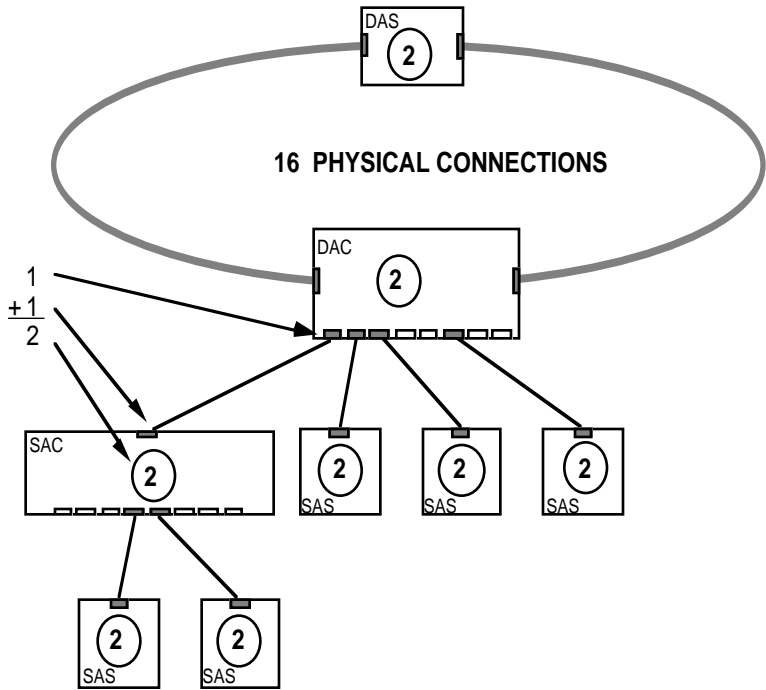 DAS
2
16 PHYSICAL CONNECTIONS
DAC
2
1
+ 1
2
SAC
2
2
SAS
2
SAS
2
SAS
2
SAS
2
SAS